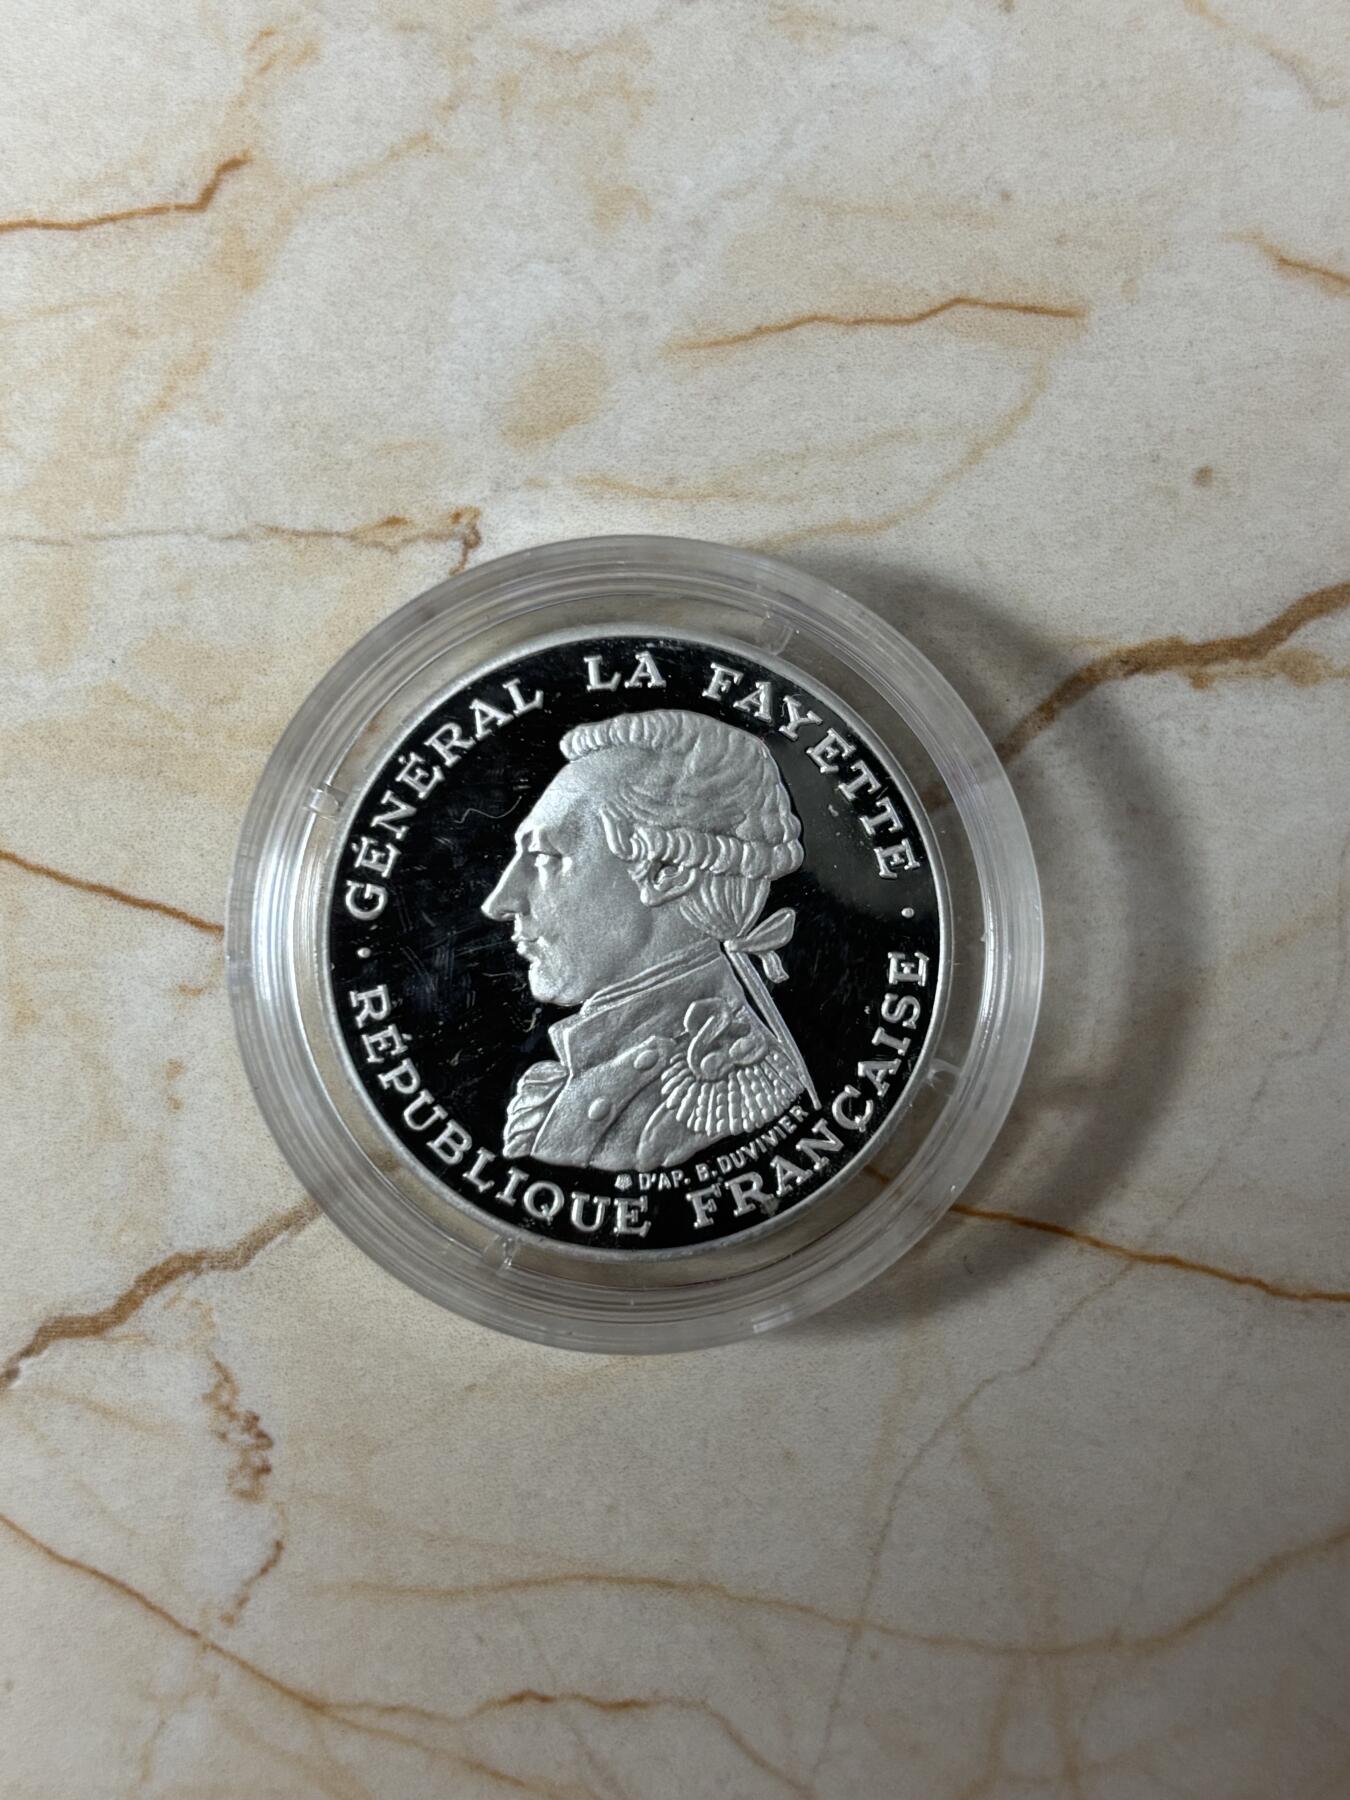 · GÉNÉRAL LA FAYETTE ·
RÉPUBLIQUE FRANÇAISE
D'AP. B. DUVIVIER